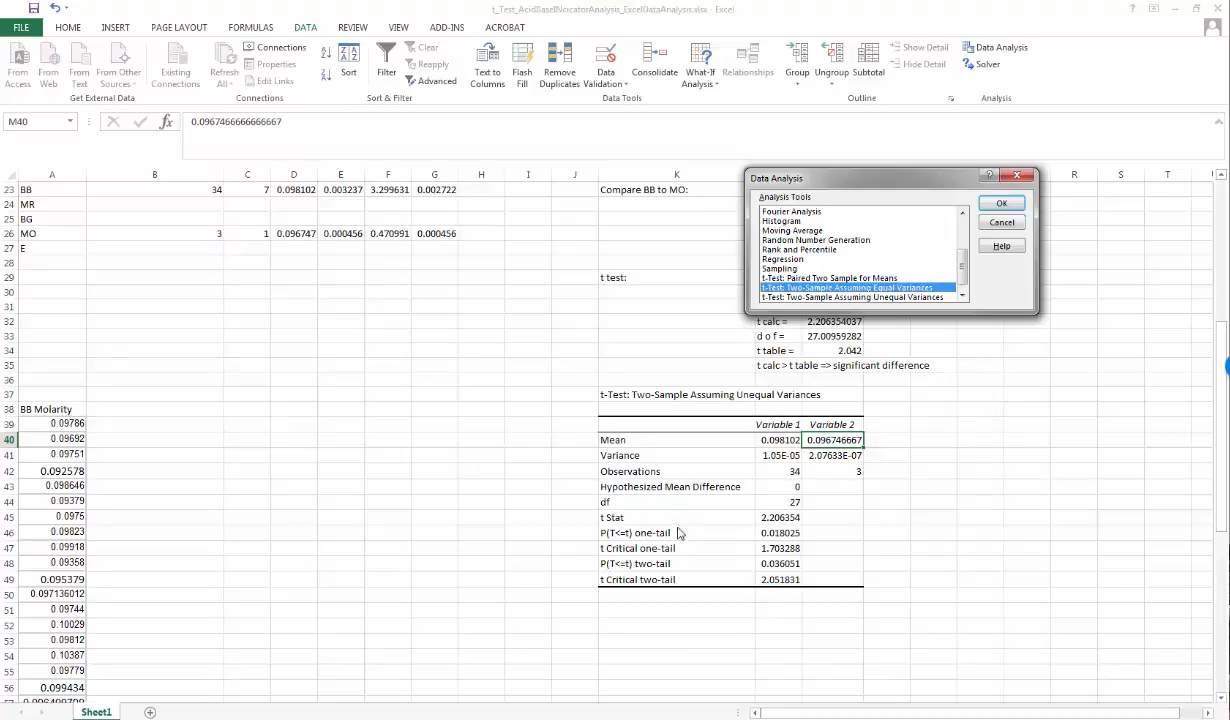 t_Test_AcidBaseINcicatorAnalysis_ExcelDataAnalysis.xlsx - Excel
FILE HOME INSERT PAGE LAYOUT FORMULAS DATA REVIEW VIEW ADD-INS ACROBAT
From Access
From Web
From Text
From Other Sources
Get External Data
Existing Connections
Refresh All
Connections
Properties
Edit Links
Connections
Sort
Filter
Clear
Reapply
Advanced
Sort & Filter
Text to Columns
Flash Fill
Remove Duplicates
Data Validation
Consolidate
What-If Analysis
Relationships
Data Tools
Group
Ungroup
Subtotal
Show Detail
Hide Detail
Outline
Data Analysis
Solver
Analysis
M40 fx 0.0967466666666667
A B C D E F G H I J K R S T
23 BB 34 7 0.098102 0.003237 3.299631 0.002722 Compare BB to MO:
24 MR
25 BG
26 MO 3 1 0.096747 0.000456 0.470991 0.000456
27 E
28
29 t test:
30
31
32 t calc = 2.206354037
33 d o f = 27.00959282
34 t table = 2.042
35 t calc > t table => significant difference
36
37 t-Test: Two-Sample Assuming Unequal Variances
38 BB Molarity
39 0.09786 Variable 1 Variable 2
40 0.09692 Mean 0.098102 0.096746667
41 0.09751 Variance 1.05E-05 2.07633E-07
42 0.092578 Observations 34 3
43 0.098646 Hypothesized Mean Difference 0
44 0.09379 df 27
45 0.0975 t Stat 2.206354
46 0.09823 P(T<=t) one-tail 0.018025
47 0.09918 t Critical one-tail 1.703288
48 0.09358 P(T<=t) two-tail 0.036051
49 0.095379 t Critical two-tail 2.051831
50 0.097136012
51 0.09744
52 0.10029
53 0.09812
54 0.10387
55 0.09779
56 0.099434
Data Analysis
Analysis Tools
Fourier Analysis
Histogram
Moving Average
Random Number Generation
Rank and Percentile
Regression
Sampling
t-Test: Paired Two Sample for Means
t-Test: Two-Sample Assuming Equal Variances
t-Test: Two-Sample Assuming Unequal Variances
OK
Cancel
Help
Sheet1